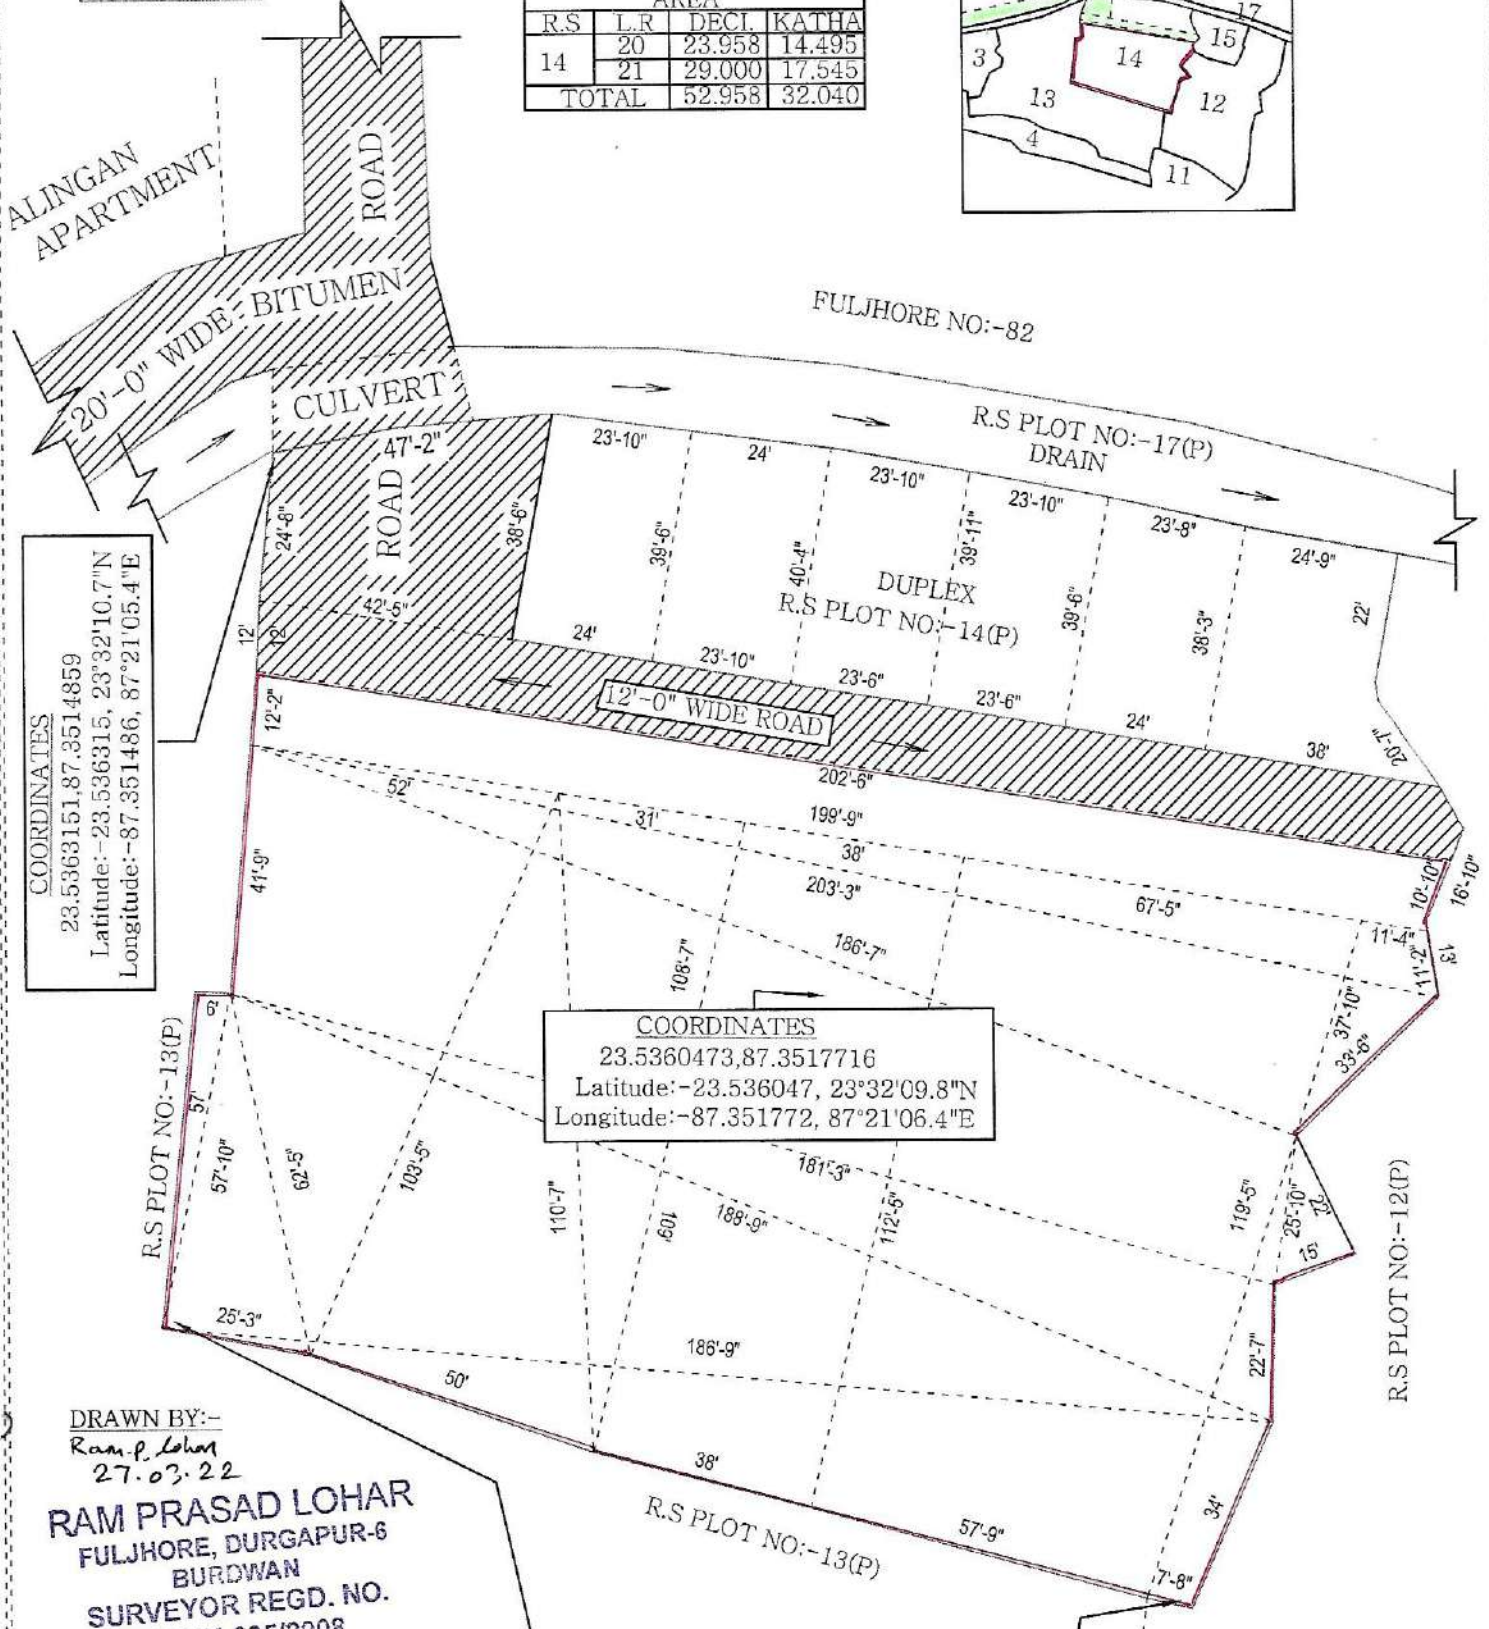 AREA
R.S L.R DECI. KATHA
14 20 23.958 14.495
21 29.000 17.545
TOTAL 52.958 32.040
17
15
3
14
13
12
4
11
ALINGAN
APARTMENT
ROAD
20'-0" WIDE BITUMEN
CULVERT
FULJHORE NO:-82
R.S PLOT NO:-17(P)
DRAIN
47'-2"
ROAD
24'-8"
38'-6"
42'-5"
12'
12'
23'-10"
24'
23'-10"
23'-10"
23'-8"
24'-9"
39'-6"
40'-4"
39'-11"
39'-6"
38'-3"
22'
DUPLEX
R.S PLOT NO:-14(P)
24'
23'-10"
23'-6"
23'-6"
24'
38'
20'-7"
12'-0" WIDE ROAD
COORDINATES
23.5363151,87.3514859
Latitude:-23.536315, 23°32'10.7"N
Longitude:-87.351486, 87°21'05.4"E
12'-2"
202'-6"
52'
31'
199'-9"
38'
203'-3"
67'-5"
186'-7"
10'-10"
16'-10"
11'-4"
11'-2"
13'
41'-9"
108'-7"
37'-10"
33'-6"
6'
COORDINATES
23.5360473,87.3517716
Latitude:-23.536047, 23°32'09.8"N
Longitude:-87.351772, 87°21'06.4"E
R.S PLOT NO:-13(P)
57'
57'-10"
62'-5"
103'-5"
110'-7"
109'
181'-3"
188'-9"
112'-5"
119'-5"
25'-10"
22'
15'
R.S PLOT NO:-12(P)
25'-3"
186'-9"
22'-7"
50'
38'
57'-9"
34'
7'-8"
R.S PLOT NO:-13(P)
DRAWN BY:-
Ram.P. Lohar
27.03.22
RAM PRASAD LOHAR
FULJHORE, DURGAPUR-6
BURDWAN
SURVEYOR REGD. NO.